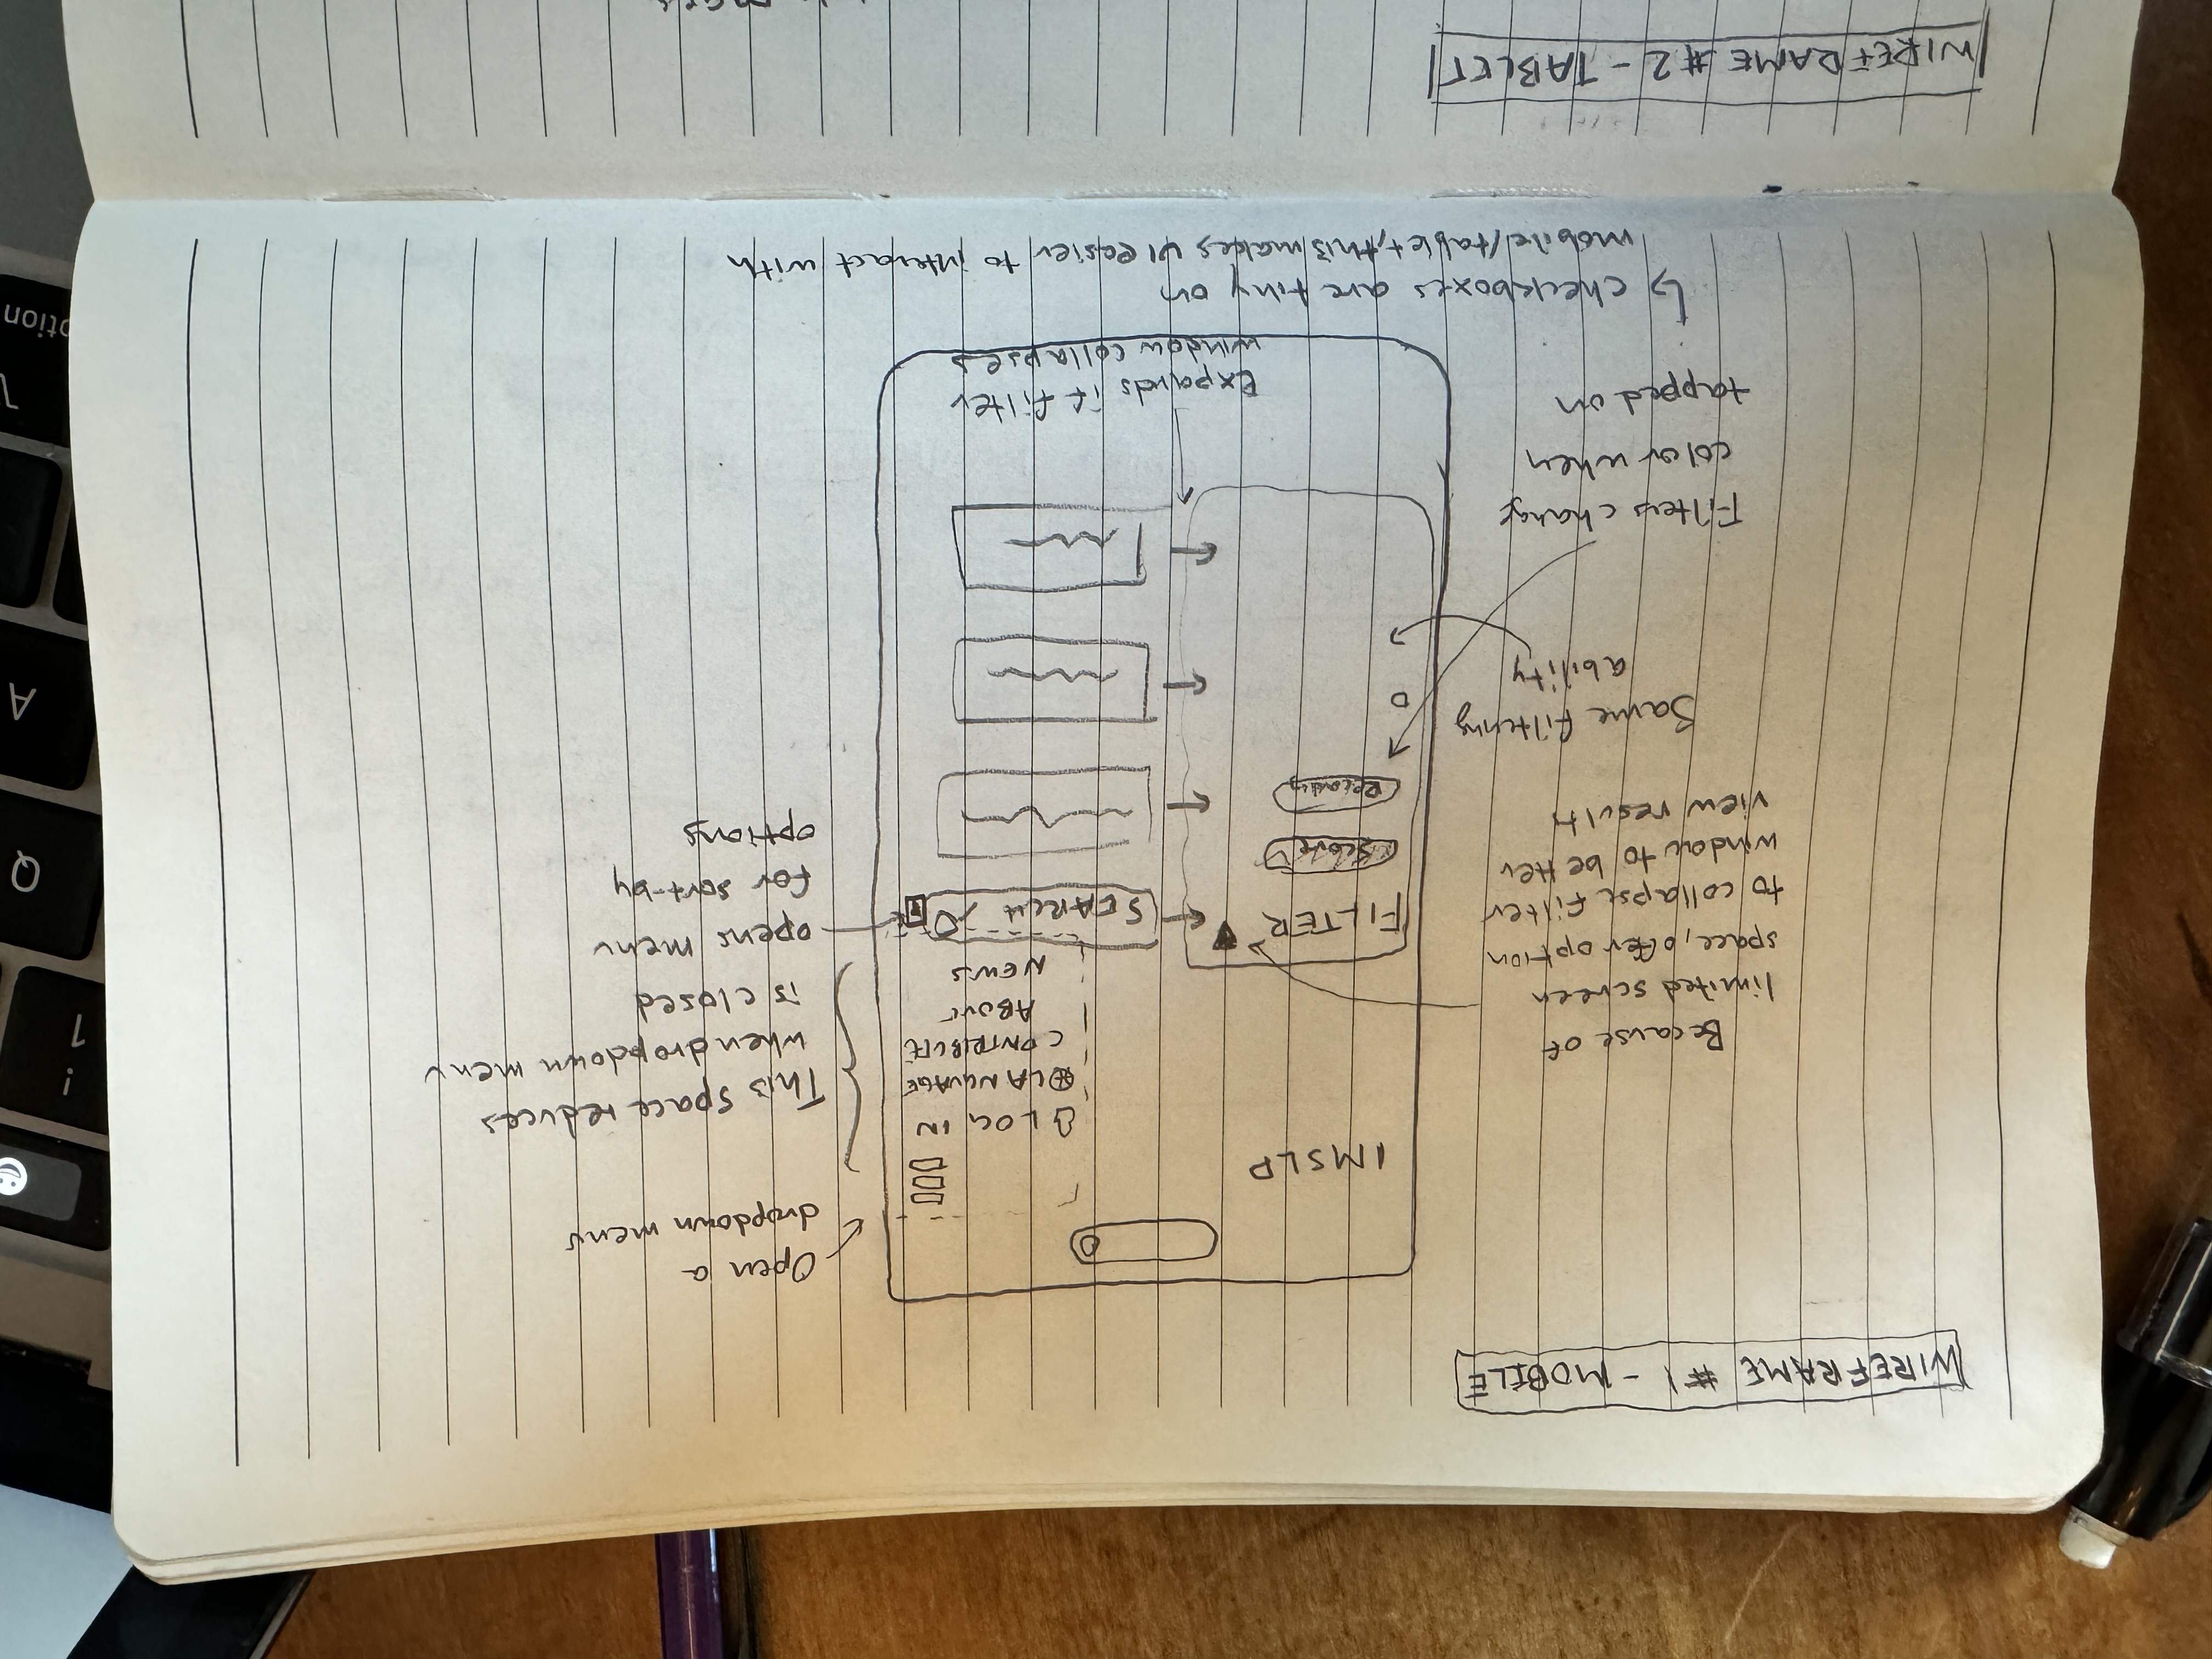 WIREFRAME #1 - MOBILE
Open a
dropdown menu
IMSLP
LOG IN
LANGUAGE
CONTRIBUTE
ABOUT
NEWS
This space reduces
when dropdown menu
is closed
Because of
limited screen
space, offer option
to collapse filter
window to better
view results
FILTER
SEARCH
opens menu
for sort-by
options
Score
Recording
Same filtering
ability
Filters change
color when
tapped on
Expands if filter
window collapses
↳ checkboxes are tiny on
mobile/tablet, this makes UI easier to interact with
WIREFRAME #2 - TABLET
!
1
Q
A
option